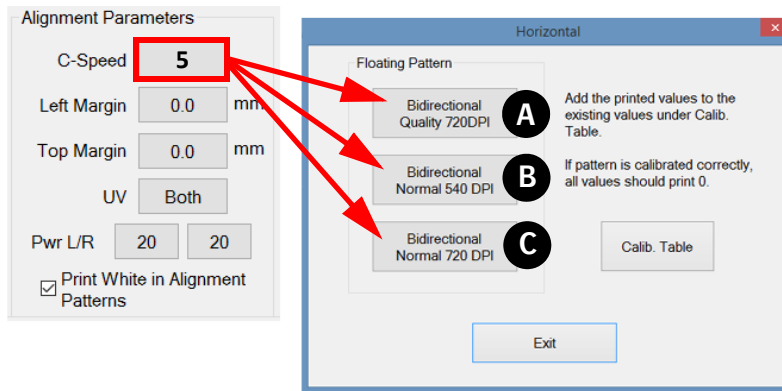 Alignment Parameters
C-Speed 5
Left Margin 0.0 mm
Top Margin 0.0 mm
UV Both
Pwr L/R 20 20
Print White in Alignment
Patterns
Horizontal
Floating Pattern
Bidirectional
Quality 720DPI
A
Bidirectional
Normal 540 DPI
B
Bidirectional
Normal 720 DPI
C
Add the printed values to the
existing values under Calib.
Table.
If pattern is calibrated correctly,
all values should print 0.
Calib. Table
Exit